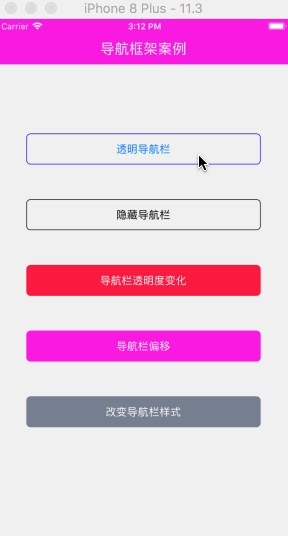 iPhone 8 Plus - 11.3
Carrier 3:12 PM
导航框架案例
透明导航栏
隐藏导航栏
导航栏透明度变化
导航栏偏移
改变导航栏样式